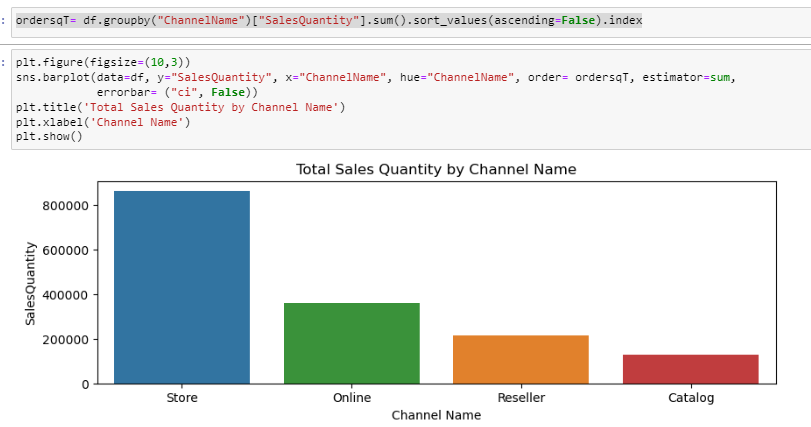 : ordersqT= df.groupby("ChannelName")["SalesQuantity"].sum().sort_values(ascending=False).index
: plt.figure(figsize=(10,3))
sns.barplot(data=df, y="SalesQuantity", x="ChannelName", hue="ChannelName", order= ordersqT, estimator=sum,
errorbar= ("ci", False))
plt.title('Total Sales Quantity by Channel Name')
plt.xlabel('Channel Name')
plt.show()
Total Sales Quantity by Channel Name
800000
600000
400000
200000
0
SalesQuantity
Store Online Reseller Catalog
Channel Name